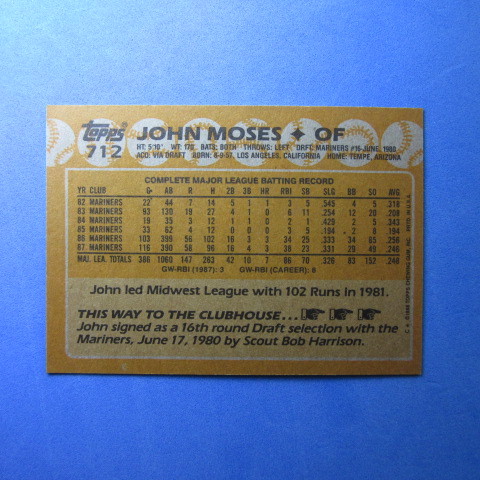 topps
712
JOHN MOSES ♦ OF
HT: 5'10" WT: 170 BATS: BOTH THROWS: LEFT DRFT: MARINERS #16-JUNE, 1980
ACQ: VIA DRAFT BORN: 8-9-57, LOS ANGELES, CALIFORNIA HOME: TEMPE, ARIZONA
COMPLETE MAJOR LEAGUE BATTING RECORD
YR CLUB G AB R H 2B 3B HR RBI SB SLG BB SO AVG
82 MARINERS 22 44 7 14 5 1 1 3 5 .545 4 5 .318
83 MARINERS 93 130 19 27 4 1 0 6 11 .254 12 20 .208
84 MARINERS 19 35 3 12 1 1 0 2 1 .429 2 5 .343
85 MARINERS 33 62 4 12 0 0 0 3 5 .194 2 8 .194
86 MARINERS 103 399 56 102 16 3 3 34 25 .333 34 65 .256
87 MARINERS 116 390 58 96 16 4 3 38 23 .331 29 49 .246
MAJ. LEA. TOTALS 386 1060 147 263 42 10 7 86 70 .326 83 152 .248
GW-RBI (1987): 3 GW-RBI (CAREER): 8
John led Midwest League with 102 Runs in 1981.
THIS WAY TO THE CLUBHOUSE...
John signed as a 16th round Draft selection with the
Mariners, June 17, 1980 by Scout Bob Harrison.